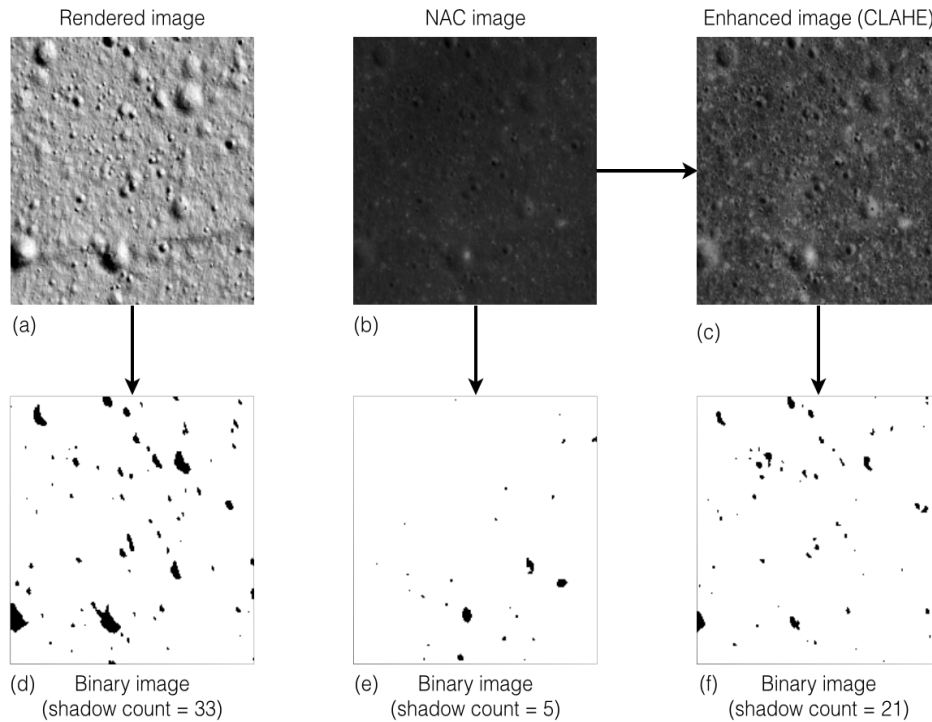 Rendered image
NAC image
Enhanced image (CLAHE)
(a)
(b)
(c)
(d)
Binary image
(shadow count = 33)
(e)
Binary image
(shadow count = 5)
(f)
Binary image
(shadow count = 21)